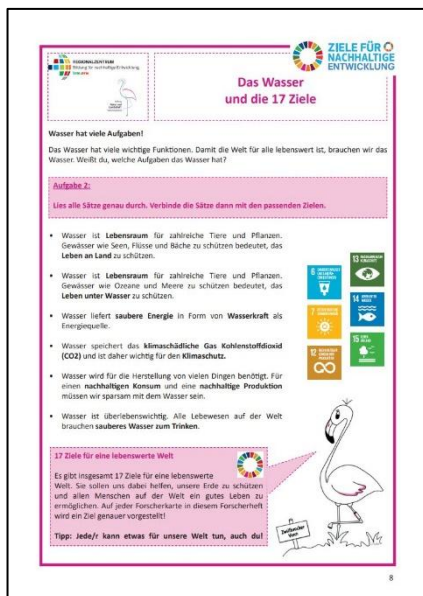 REGIONALZENTRUM
ZIELE FÜR
NACHHALTIGE
ENTWICKLUNG
Das Wasser
und die 17 Ziele
Wasser hat viele Aufgaben!
Das Wasser hat viele wichtige Funktionen. Damit die Welt für alle lebenswert ist, brauchen wir das
Wasser. Weißt du, welche Aufgaben das Wasser hat?
Aufgabe 2:
Lies alle Sätze genau durch. Verbinde die Sätze dann mit den passenden Zielen.
• Wasser ist Lebensraum für zahlreiche Tiere und Pflanzen.
Gewässer wie Seen, Flüsse und Bäche zu schützen bedeutet, das
Leben an Land zu schützen.
• Wasser ist Lebensraum für zahlreiche Tiere und Pflanzen.
Gewässer wie Ozeane und Meere zu schützen bedeutet, das
Leben unter Wasser zu schützen.
• Wasser liefert saubere Energie in Form von Wasserkraft als
Energiequelle.
• Wasser speichert das klimaschädliche Gas Kohlenstoffdioxid
(CO2) und ist daher wichtig für den Klimaschutz.
• Wasser wird für die Herstellung von vielen Dingen benötigt. Für
einen nachhaltigen Konsum und eine nachhaltige Produktion
müssen wir sparsam mit dem Wasser sein.
• Wasser ist überlebenswichtig. Alle Lebewesen auf der Welt
brauchen sauberes Wasser zum Trinken.
6
7
12
13
14
15
17 Ziele für eine lebenswerte Welt
Es gibt insgesamt 17 Ziele für eine lebenswerte
Welt. Sie sollen uns dabei helfen, unsere Erde zu schützen
und allen Menschen auf der Welt ein gutes Leben zu
ermöglichen. Auf jeder Forscherkarte in diesem Forscherheft
wird ein Ziel genauer vorgestellt!
Tipp: Jede/r kann etwas für unsere Welt tun, auch du!
8